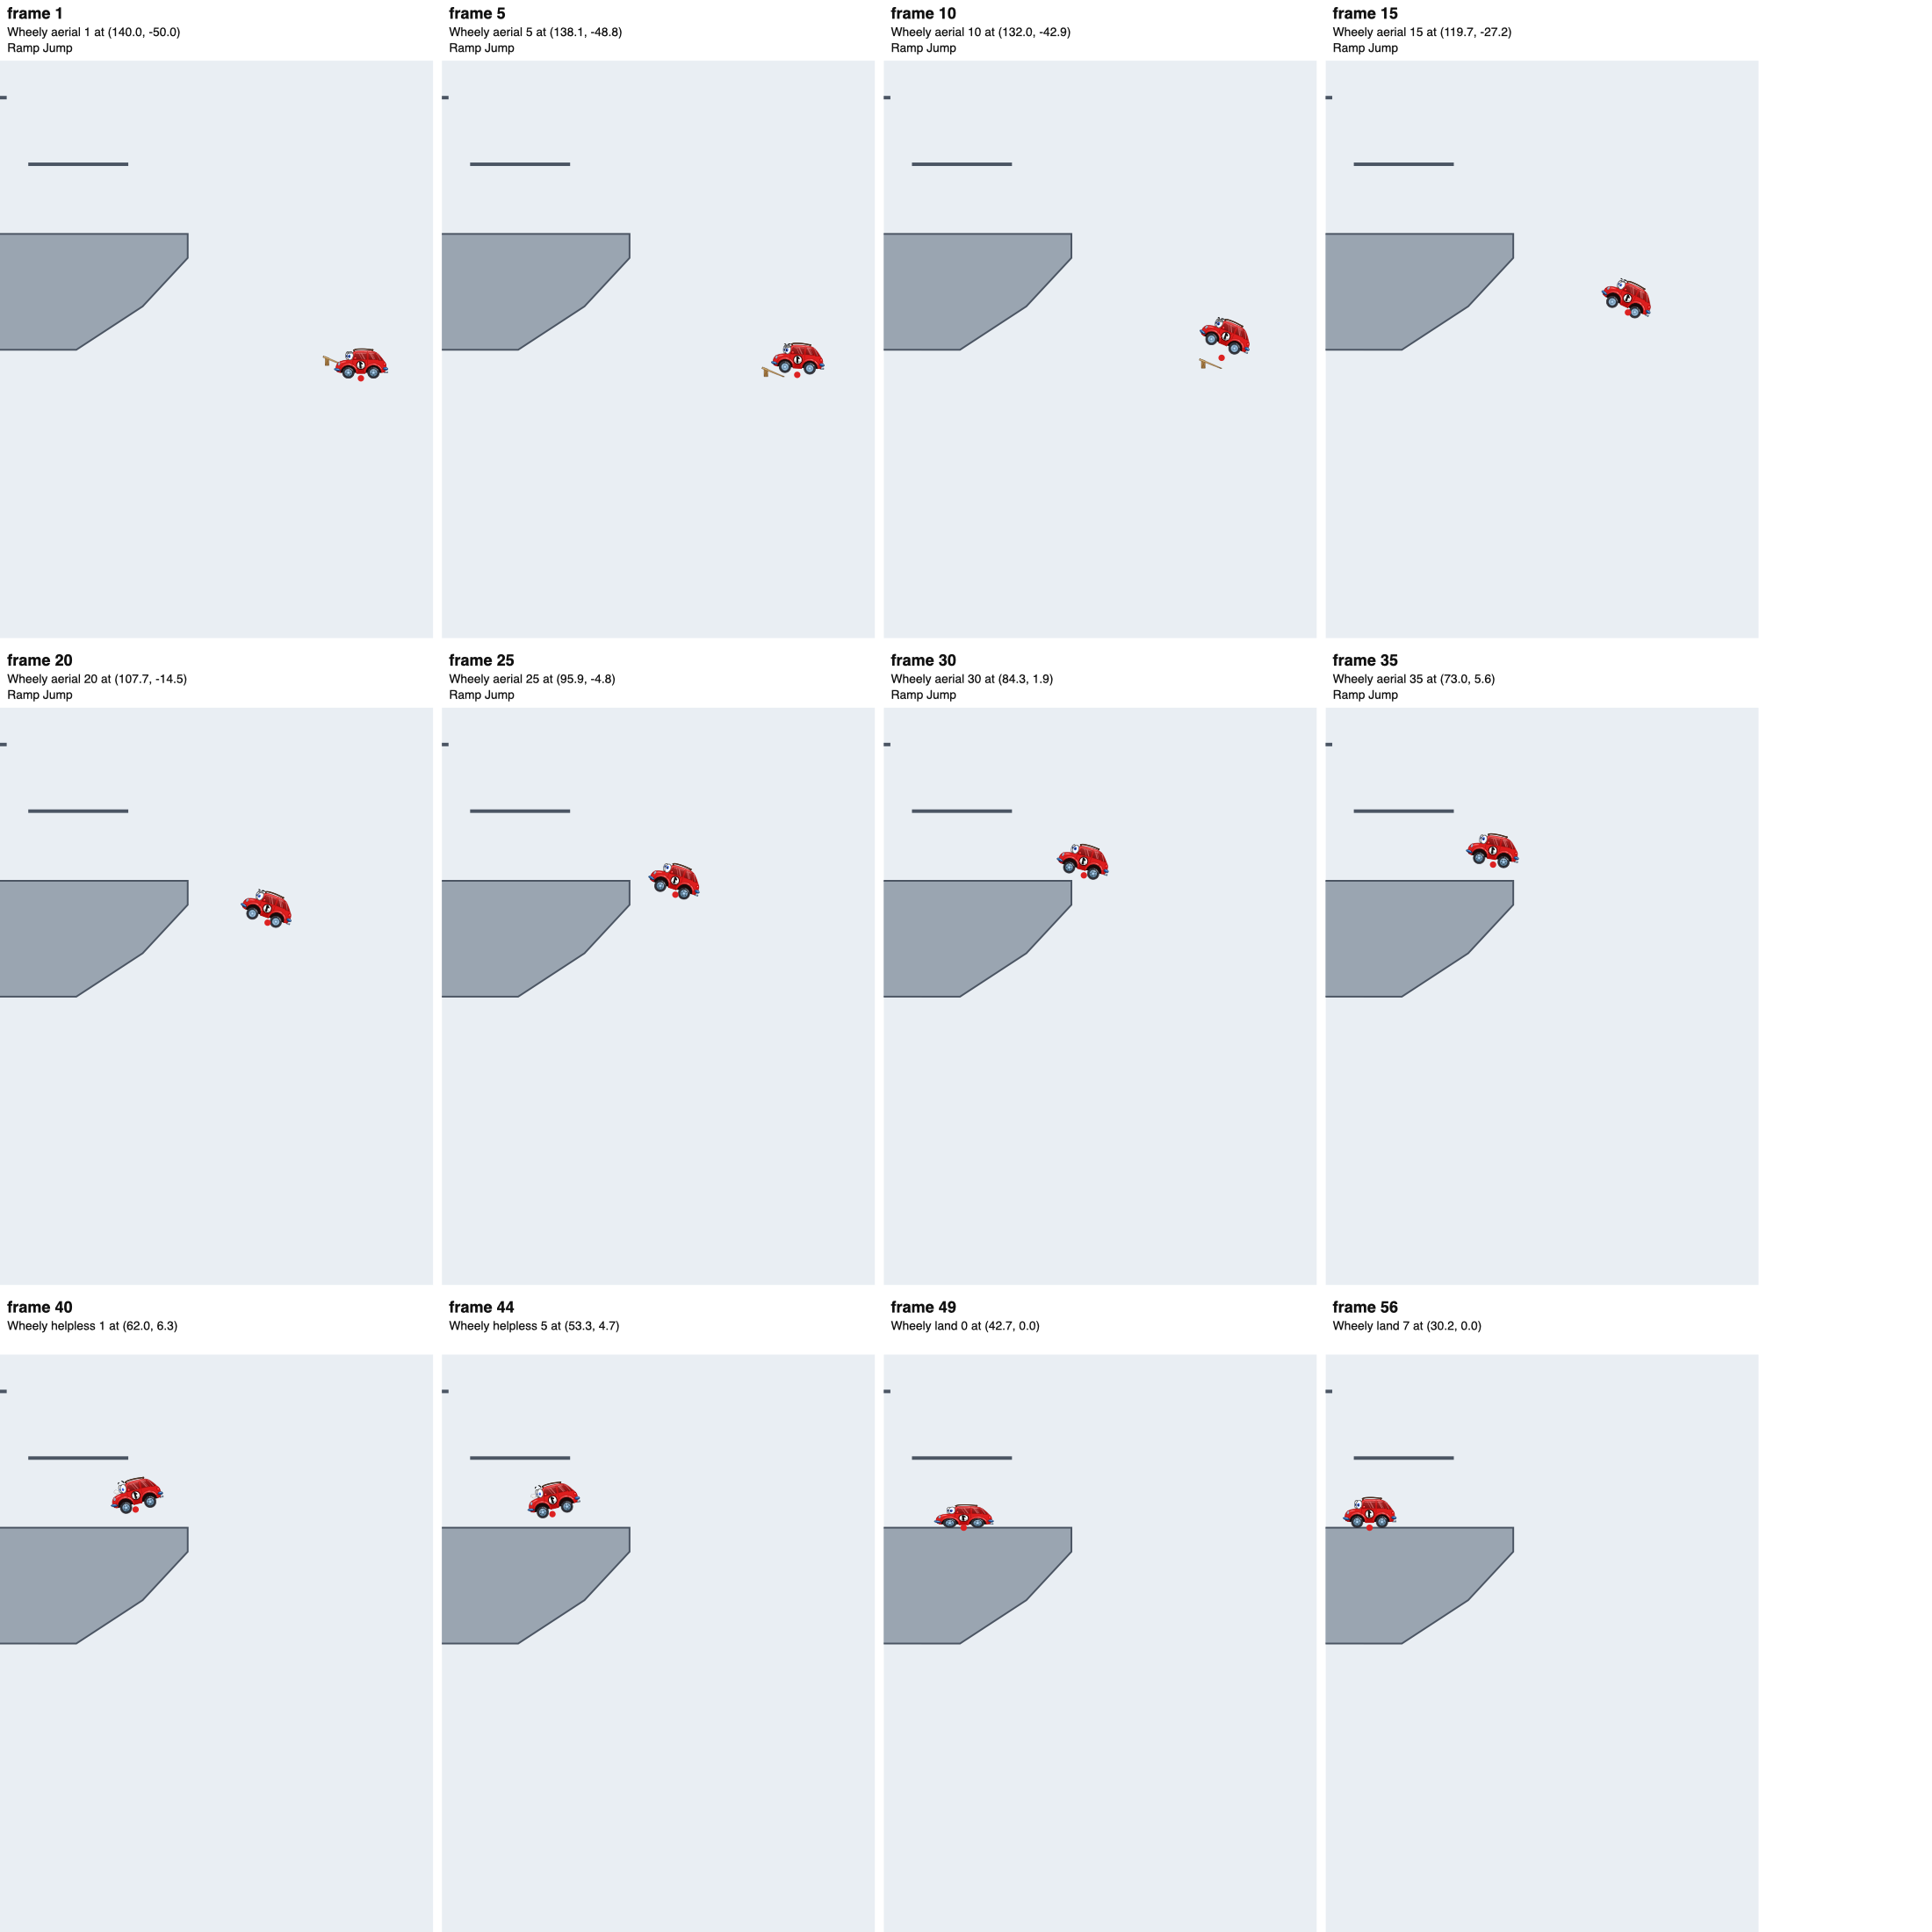 frame 1
Wheely aerial 1 at (140.0, -50.0)
Ramp Jump
frame 5
Wheely aerial 5 at (138.1, -48.8)
Ramp Jump
frame 10
Wheely aerial 10 at (132.0, -42.9)
Ramp Jump
frame 15
Wheely aerial 15 at (119.7, -27.2)
Ramp Jump
frame 20
Wheely aerial 20 at (107.7, -14.5)
Ramp Jump
frame 25
Wheely aerial 25 at (95.9, -4.8)
Ramp Jump
frame 30
Wheely aerial 30 at (84.3, 1.9)
Ramp Jump
frame 35
Wheely aerial 35 at (73.0, 5.6)
Ramp Jump
frame 40
Wheely helpless 1 at (62.0, 6.3)
frame 44
Wheely helpless 5 at (53.3, 4.7)
frame 49
Wheely land 0 at (42.7, 0.0)
frame 56
Wheely land 7 at (30.2, 0.0)